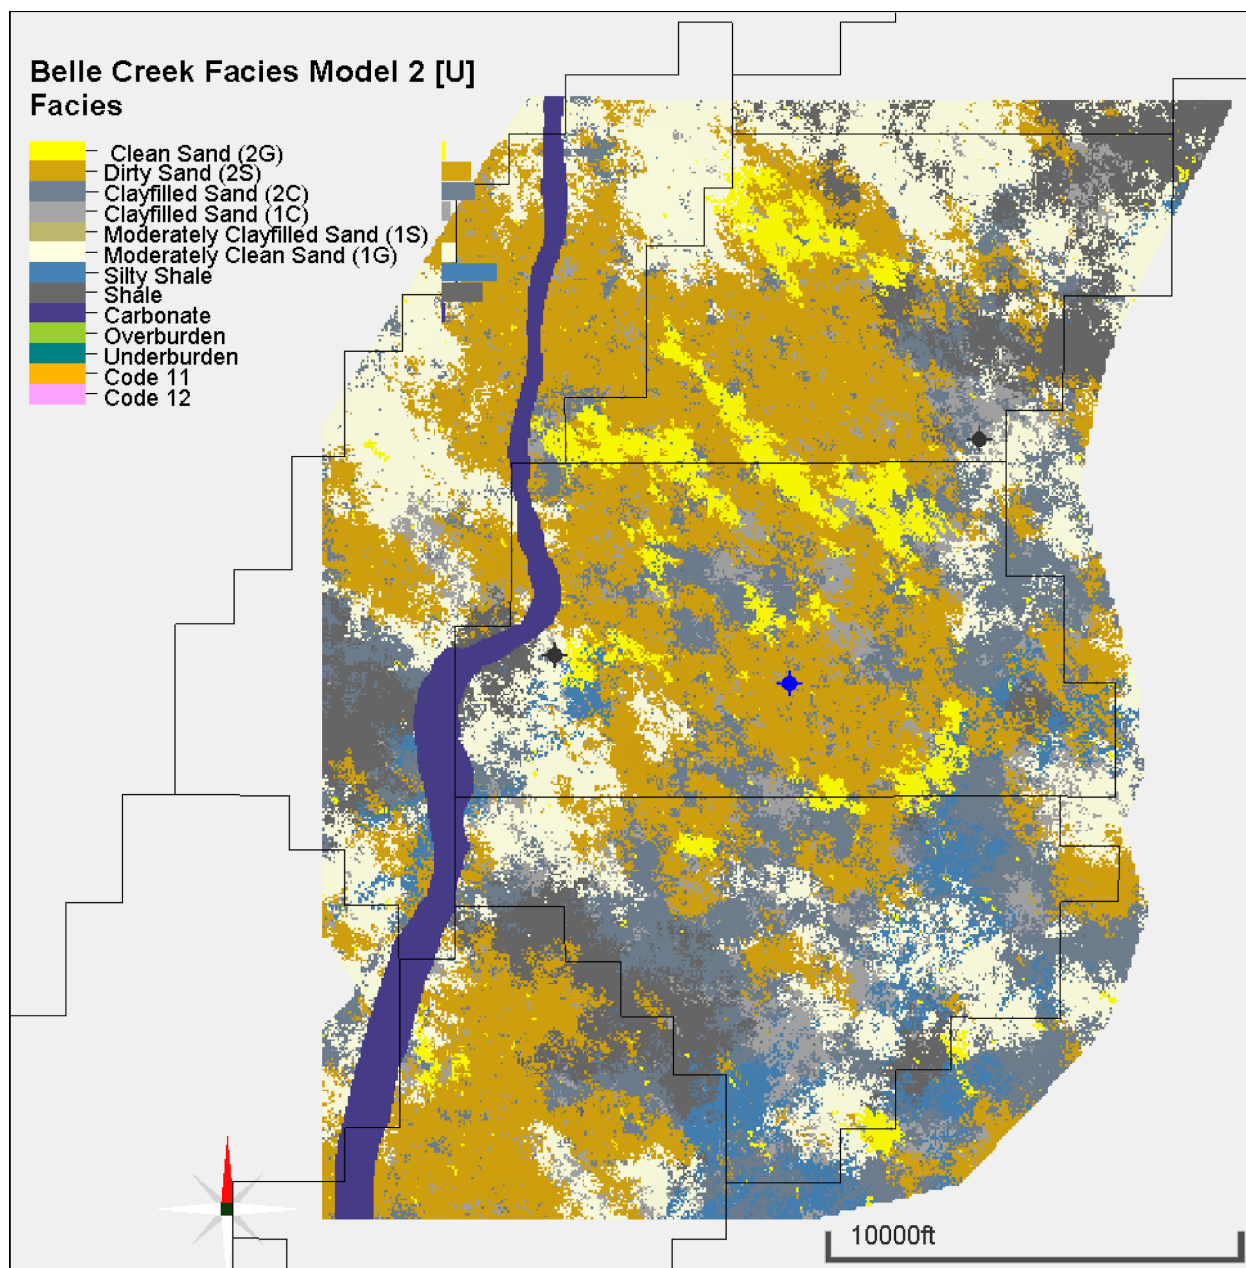 Belle Creek Facies Model 2 [U]
Facies
Clean Sand (2G)
Dirty Sand (2S)
Clayfilled Sand (2C)
Clayfilled Sand (1C)
Moderately Clayfilled Sand (1S)
Moderately Clean Sand (1G)
Silty Shale
Shale
Carbonate
Overburden
Underburden
Code 11
Code 12
10000ft